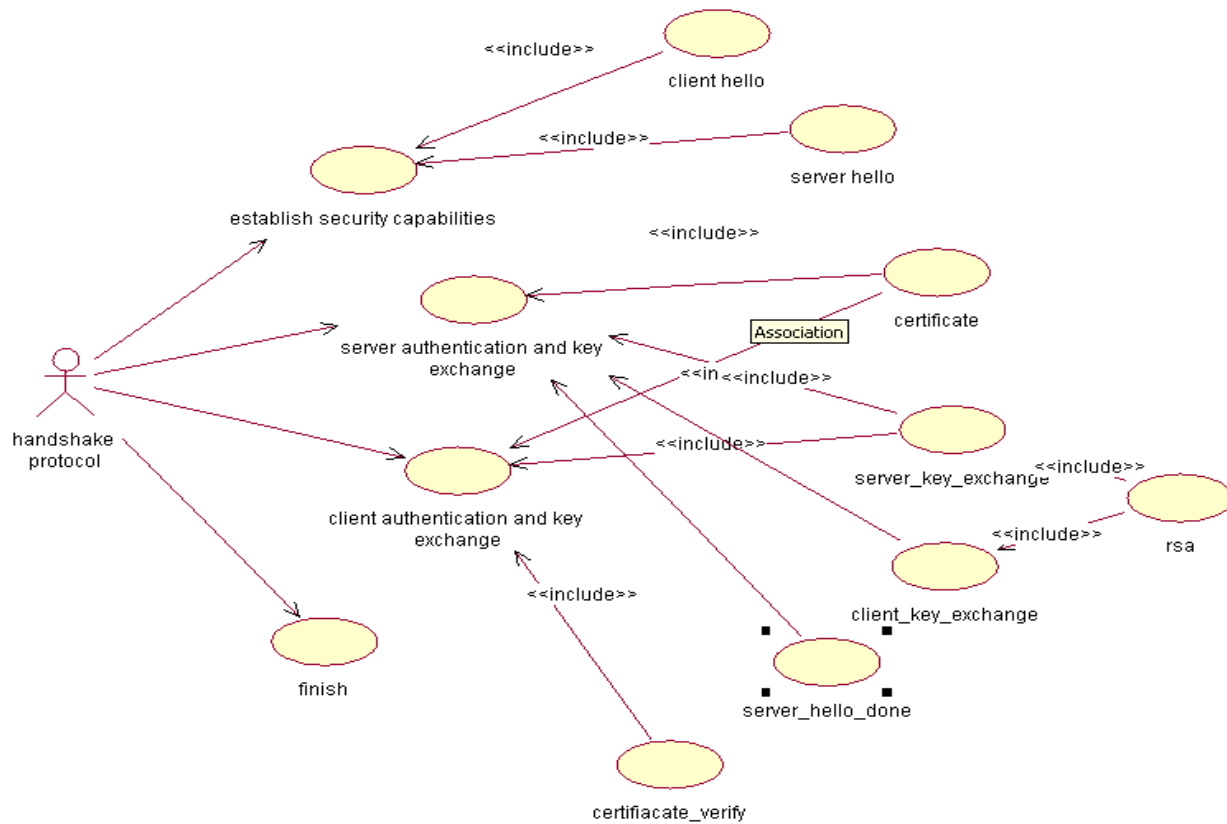 <<include>>
client hello
<<include>>
server hello
establish security capabilities
<<include>>
certificate
Association
server authentication and key
exchange
<<in
<<include>>
handshake
protocol
<<include>>
server_key_exchange
<<include>>
client authentication and key
exchange
<<include>>
rsa
<<include>>
client_key_exchange
finish
server_hello_done
certifiacate_verify